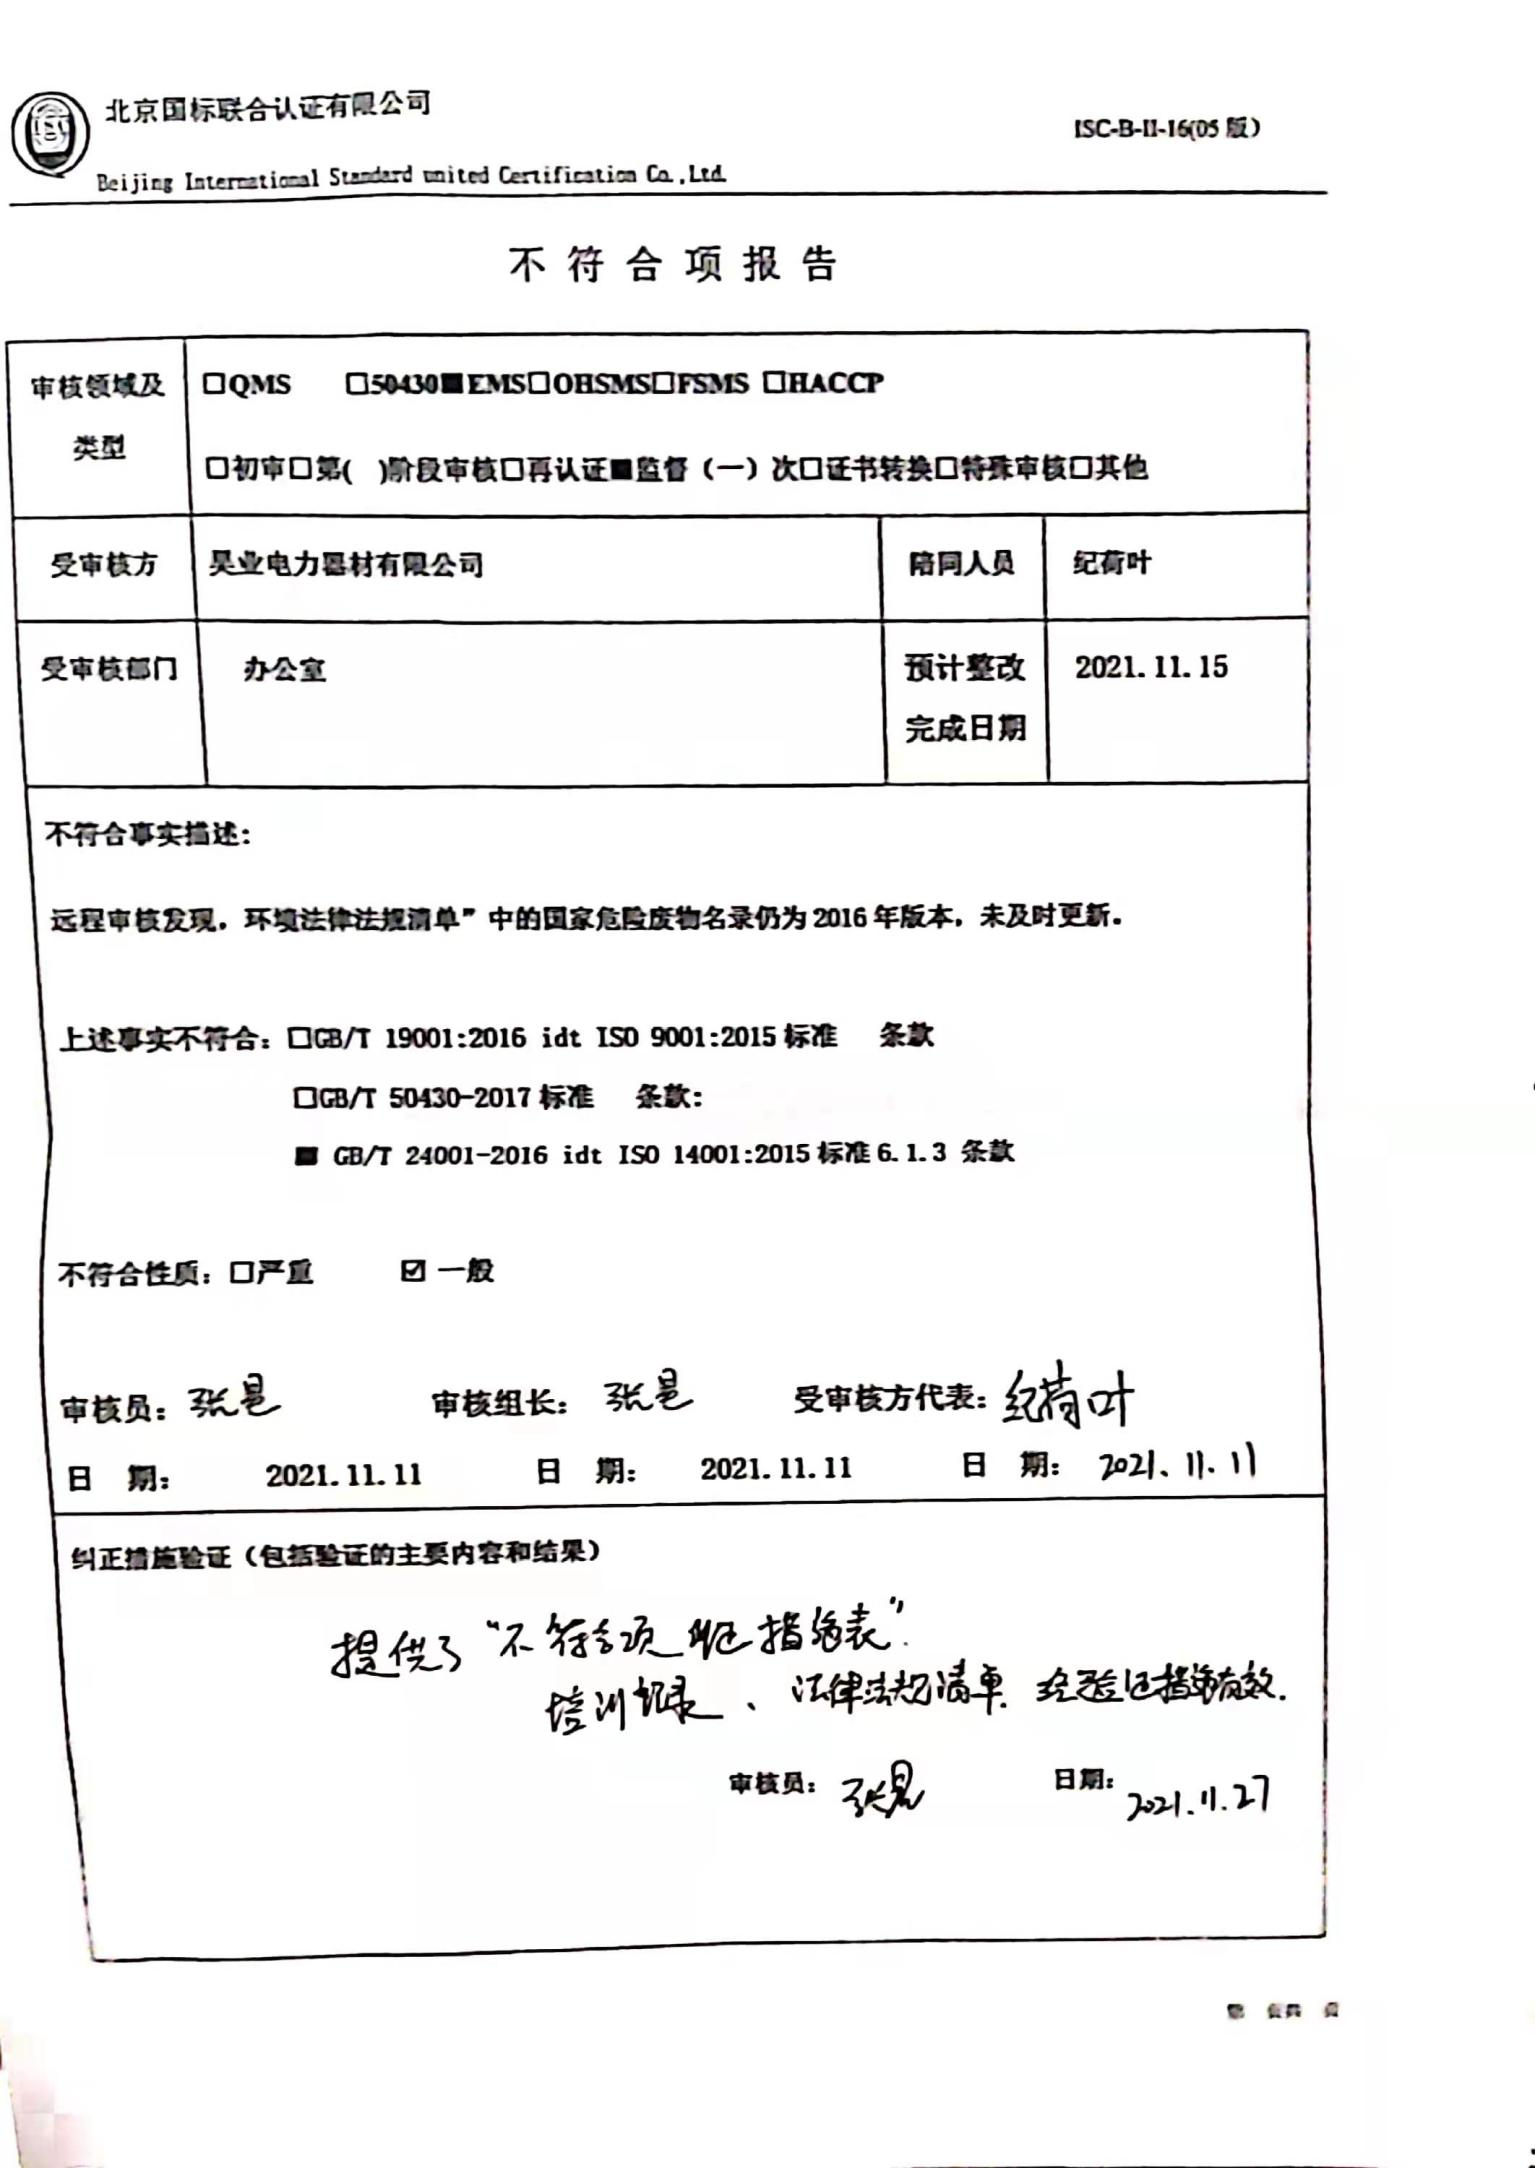 北京国标联合认证有限公司
ISC-B-II-16(05 版)
Beijing International Standard united Certification Co.,Ltd.
不符合项报告
审核领域及类型
□QMS □50430■EMS□OHSMS□FSMS □HACCP
□初审□第( )阶段审核□再认证■监督（一）次□证书转换□特殊审核□其他
受审核方
昊业电力器材有限公司
陪同人员
纪荷叶
受审核部门
办公室
预计整改
完成日期
2021.11.15
不符合事实描述：
远程审核发现，环境法律法规清单”中的国家危险废物名录仍为 2016 年版本，未及时更新。
上述事实不符合：□GB/T 19001:2016 idt ISO 9001:2015 标准 条款
□GB/T 50430-2017 标准 条款：
■ GB/T 24001-2016 idt ISO 14001:2015 标准 6.1.3 条款
不符合性质：□严重 ☑ 一般
审核员： 审核组长： 受审核方代表：纪荷叶
日 期： 2021.11.11 日 期： 2021.11.11 日 期： 2021.11.11
纠正措施验证（包括验证的主要内容和结果）
提供了“不符合项纠正措施表”.
培训记录、法律法规清单 经验证措施有效.
审核员： 日期：2021.11.27